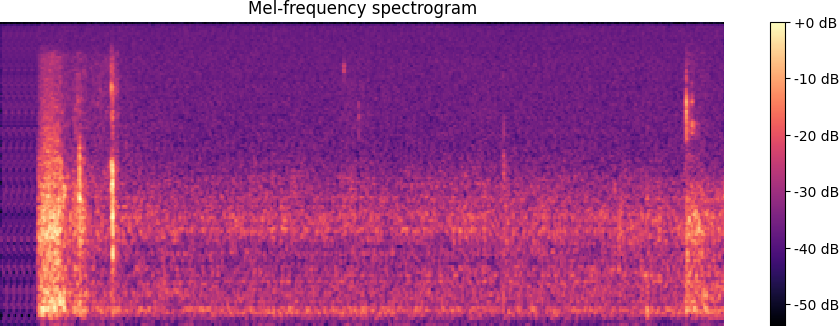 Mel-frequency spectrogram
+0 dB
-10 dB
-20 dB
-30 dB
-40 dB
-50 dB